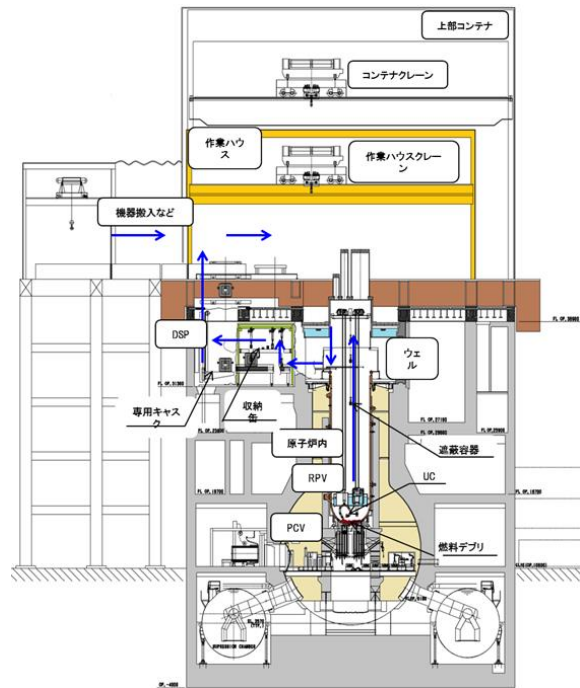 上部コンテナ
コンテナクレーン
作業ハウ
ス
作業ハウスクレー
ン
機器搬入など
DSP
ウェ
ル
専用キャス
ク
収納
缶
原子炉内
遮蔽容器
RPV
UC
PCV
燃料デブリ